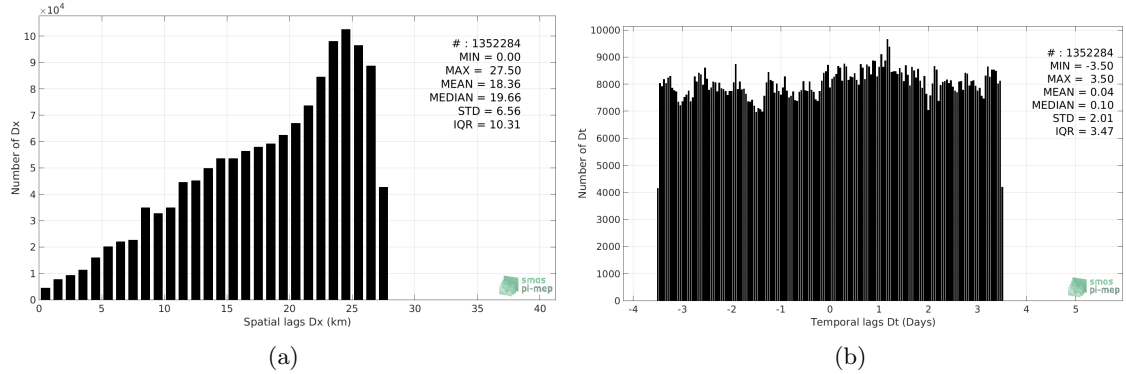 ×10⁴
10
9
8
7
6
5
4
3
2
1
0
Number of Dx
# : 1352284
MIN = 0.00
MAX = 27.50
MEAN = 18.36
MEDIAN = 19.66
STD = 6.56
IQR = 10.31
smos
pi-mep
0 5 10 15 20 25 30 35 40
Spatial lags Dx (km)
(a)
10000
9000
8000
7000
6000
5000
4000
3000
2000
1000
0
Number of Dt
# : 1352284
MIN = -3.50
MAX = 3.50
MEAN = 0.04
MEDIAN = 0.10
STD = 2.01
IQR = 3.47
smos
pi-mep
-4 -3 -2 -1 0 1 2 3 4 5
Temporal lags Dt (Days)
(b)